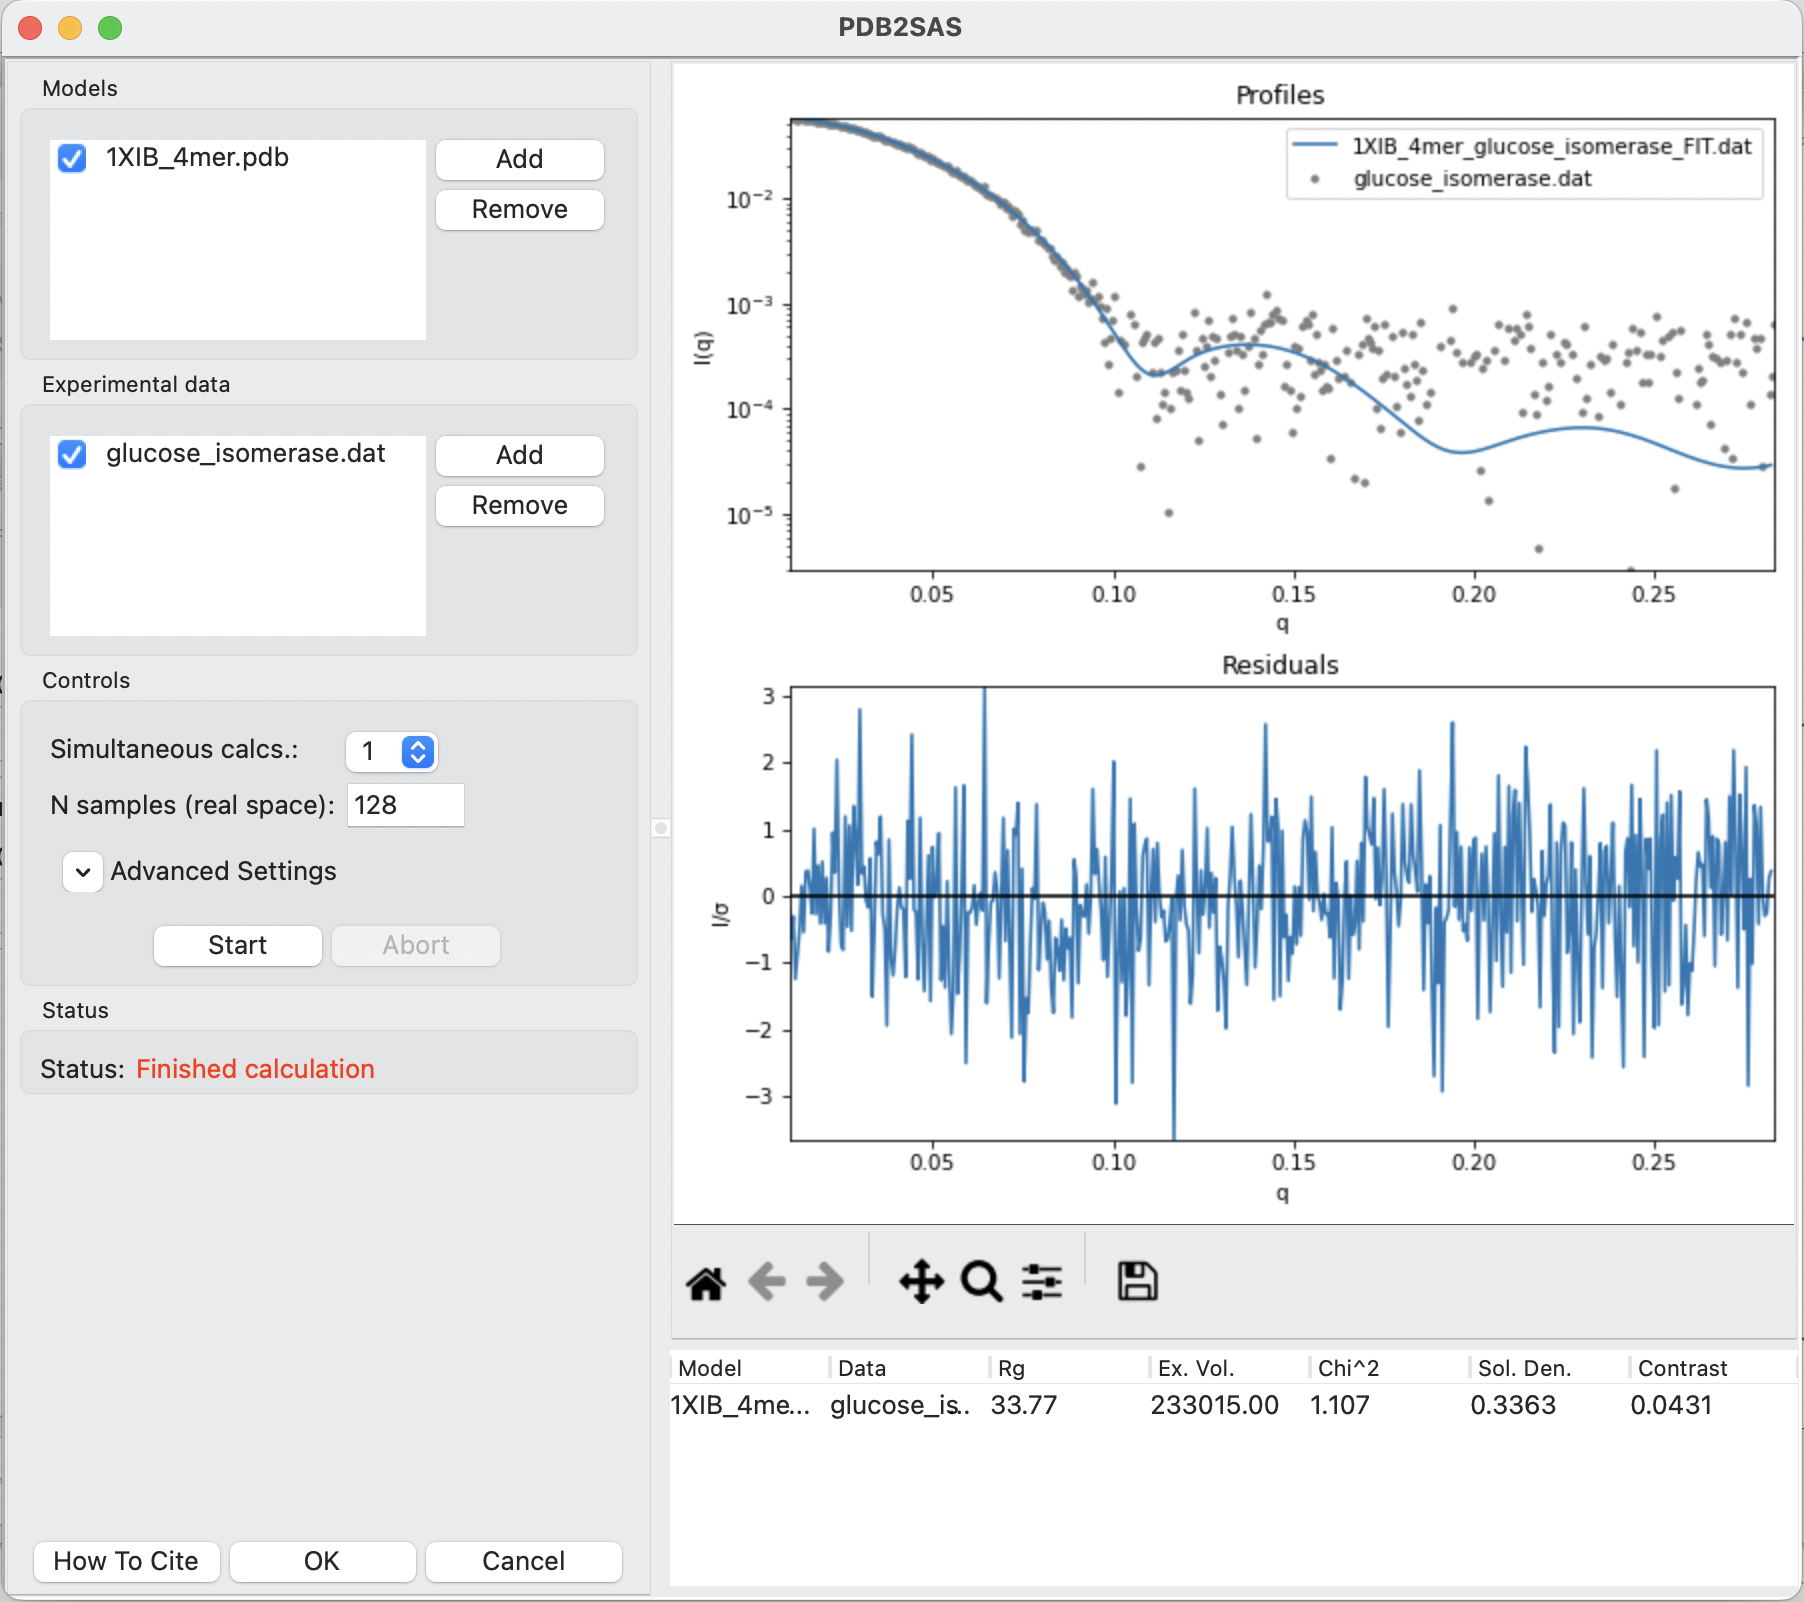 PDB2SAS
Models
1XIB_4mer.pdb
Add
Remove
Experimental data
glucose_isomerase.dat
Add
Remove
Controls
Simultaneous calcs.: 1
N samples (real space): 128
Advanced Settings
Start Abort
Status
Status: Finished calculation
How To Cite OK Cancel
Profiles
1XIB_4mer_glucose_isomerase_FIT.dat
glucose_isomerase.dat
10⁻²
10⁻³
10⁻⁴
10⁻⁵
I(q)
0.05 0.10 0.15 0.20 0.25
q
Residuals
3
2
1
0
−1
−2
−3
I/σ
0.05 0.10 0.15 0.20 0.25
q
Model Data Rg Ex. Vol. Chi^2 Sol. Den. Contrast
1XIB_4me... glucose_is.. 33.77 233015.00 1.107 0.3363 0.0431